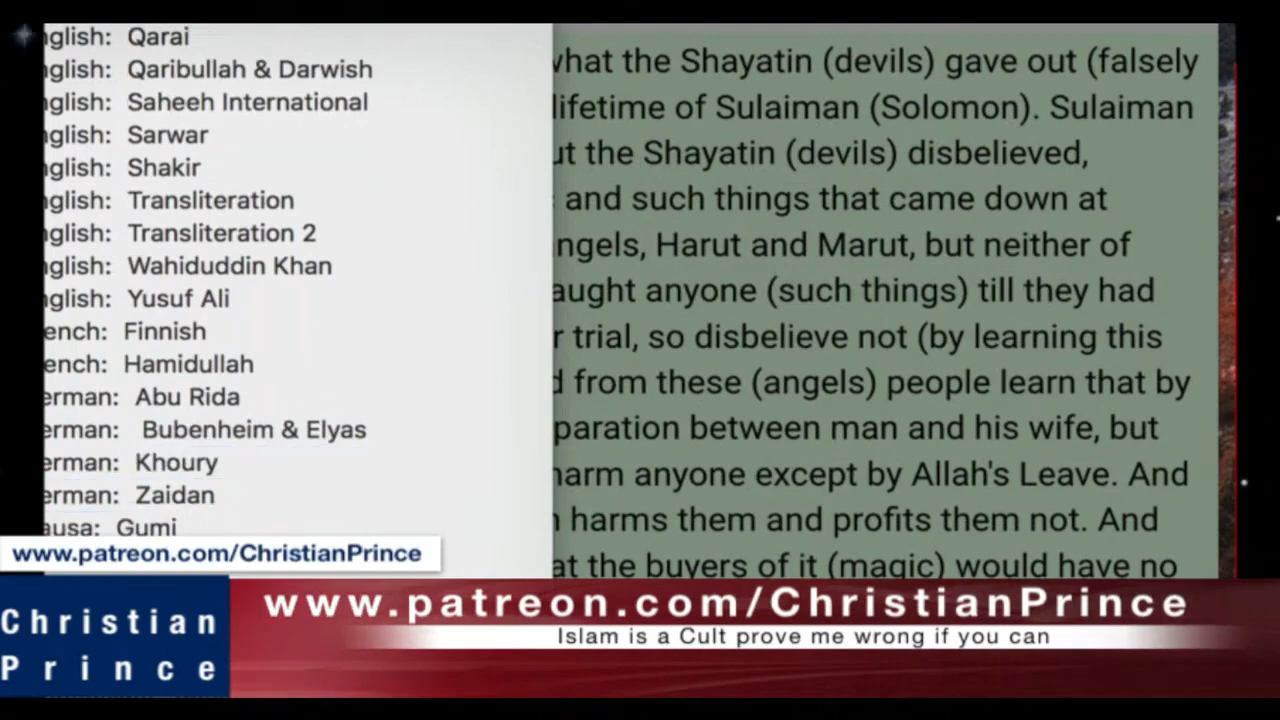 nglish: Qarai
nglish: Qaribullah & Darwish
nglish: Saheeh International
nglish: Sarwar
nglish: Shakir
nglish: Transliteration
nglish: Transliteration 2
nglish: Wahiduddin Khan
nglish: Yusuf Ali
ench: Finnish
ench: Hamidullah
erman: Abu Rida
erman: Bubenheim & Elyas
erman: Khoury
erman: Zaidan
ausa: Gumi
what the Shayatin (devils) gave out (falsely
lifetime of Sulaiman (Solomon). Sulaiman
ut the Shayatin (devils) disbelieved,
and such things that came down at
ngels, Harut and Marut, but neither of
aught anyone (such things) till they had
r trial, so disbelieve not (by learning this
d from these (angels) people learn that by
paration between man and his wife, but
harm anyone except by Allah's Leave. And
harms them and profits them not. And
at the buyers of it (magic) would have no
www.patreon.com/ChristianPrince
Christian
Prince
www.patreon.com/ChristianPrince
Islam is a Cult prove me wrong if you can